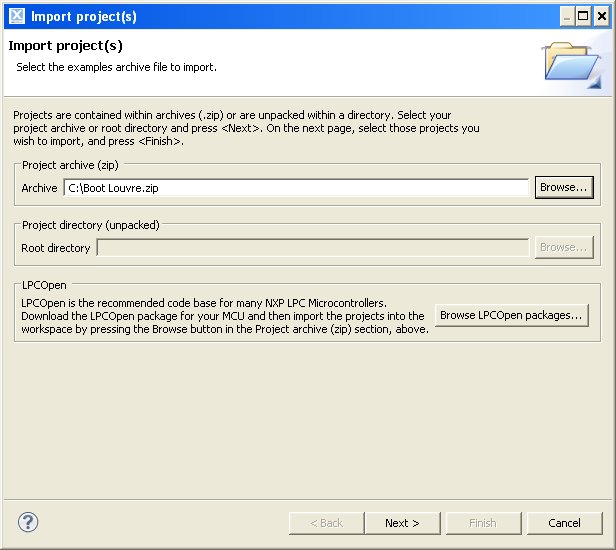 Import project(s)
Import project(s)
Select the examples archive file to import.
Projects are contained within archives (.zip) or are unpacked within a directory. Select your
project archive or root directory and press <Next>. On the next page, select those projects you
wish to import, and press <Finish>.
Project archive (zip)
Archive C:\Boot Louvre.zip Browse...
Project directory (unpacked)
Root directory Browse...
LPCOpen
LPCOpen is the recommended code base for many NXP LPC Microcontrollers.
Download the LPCOpen package for your MCU and then import the projects into the
workspace by pressing the Browse button in the Project archive (zip) section, above.
Browse LPCOpen packages...
? < Back Next > Finish Cancel